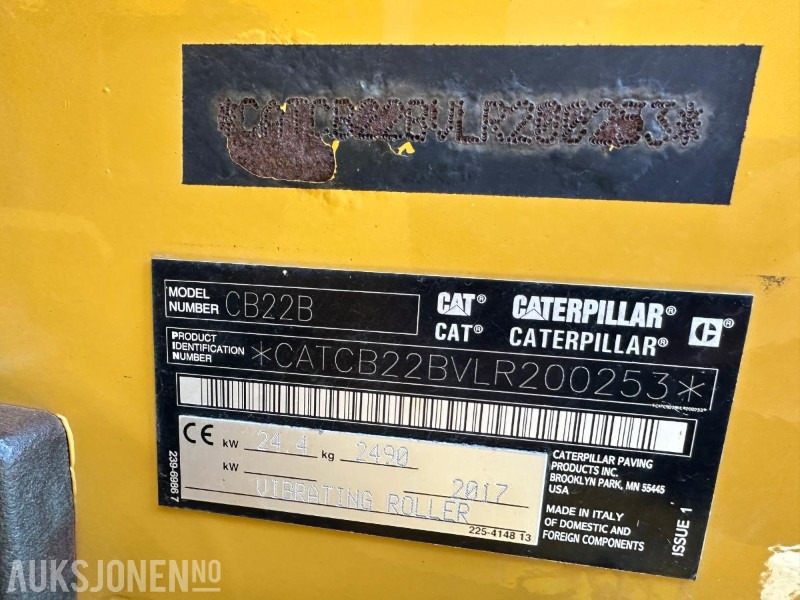 *CATCB22BVLR200253*
MODEL NUMBER CB22B
CAT® CATERPILLAR®
CAT® CATERPILLAR®
C®
PRODUCT IDENTIFICATION NUMBER *CATCB22BVLR200253*
*CATCB22BVLR200253*
CE kW 24.4 kg 2490
kW 2017
VIBRATING ROLLER
225-4148 13
239-6986 7
CATERPILLAR PAVING
PRODUCTS INC.
BROOKLYN PARK, MN 55445
USA
MADE IN ITALY
OF DOMESTIC AND
FOREIGN COMPONENTS
ISSUE 1
AUKSJONEN.NO